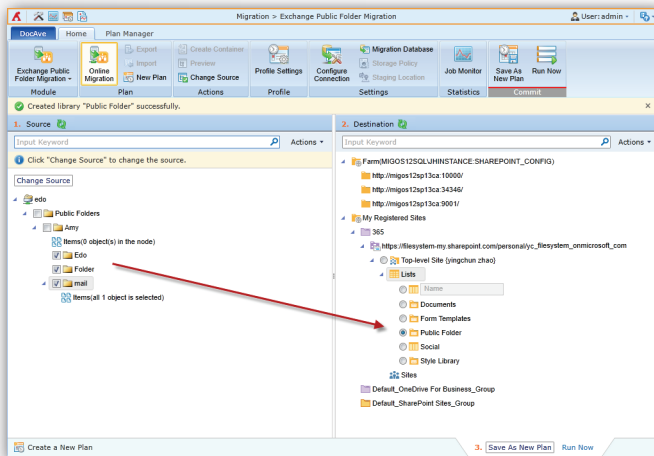 Migration > Exchange Public Folder Migration
User: admin
DocAve Home Plan Manager
Exchange Public Folder Migration
Online Migration
Export
Import
New Plan
Create Container
Preview
Change Source
Profile Settings
Configure Connection
Migration Database
Storage Policy
Staging Location
Job Monitor
Save As New Plan
Run Now
Module Plan Actions Profile Settings Statistics Commit
Created library "Public Folder" successfully.
1. Source
2. Destination
Input Keyword Actions
Input Keyword Actions
Click "Change Source" to change the source.
Change Source
edo
Public Folders
Amy
Items(0 object(s) in the node)
Edo
Folder
mail
Items(all 1 object is selected)
Farm(MIGOS12SQL\JHINSTANCE:SHAREPOINT_CONFIG)
http://migos12sp13ca:10000/
http://migos12sp13ca:34346/
http://migos12sp13ca:9001/
My Registered Sites
365
https://filesystem-my.sharepoint.com/personal/yc_filesystem_onmicrosoft_com
Top-level Site {yingchun zhao}
Lists
Name
Documents
Form Templates
Public Folder
Social
Style Library
Sites
Default_OneDrive For Business_Group
Default_SharePoint Sites_Group
Create a New Plan
3. Save As New Plan Run Now